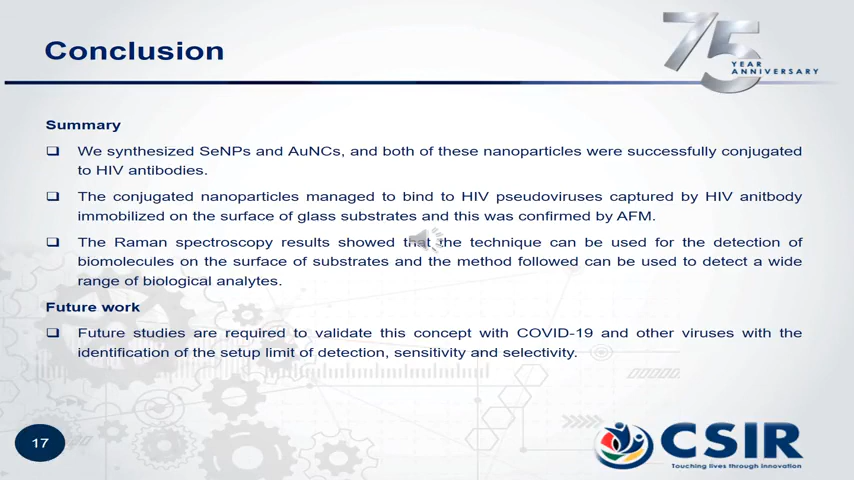 Conclusion
75
YEAR
ANNIVERSARY
Summary
We synthesized SeNPs and AuNCs, and both of these nanoparticles were successfully conjugated
to HIV antibodies.
The conjugated nanoparticles managed to bind to HIV pseudoviruses captured by HIV anitbody
immobilized on the surface of glass substrates and this was confirmed by AFM.
The Raman spectroscopy results showed that the technique can be used for the detection of
biomolecules on the surface of substrates and the method followed can be used to detect a wide
range of biological analytes.
Future work
Future studies are required to validate this concept with COVID-19 and other viruses with the
identification of the setup limit of detection, sensitivity and selectivity.
17
CSIR
Touching lives through innovation